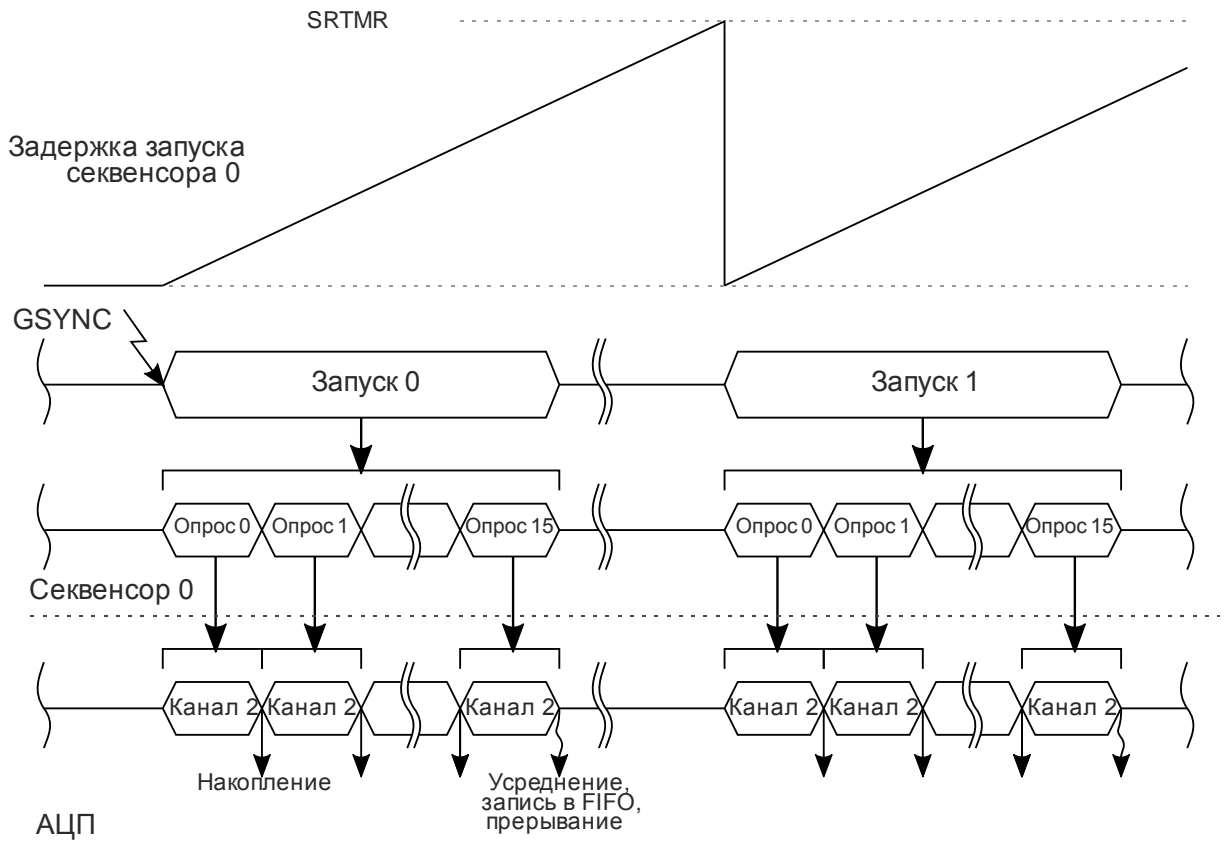 SRTMR
Задержка запуска
секвенсора 0
GSYNC
Запуск 0
Запуск 1
Опрос 0
Опрос 1
Опрос 15
Опрос 0
Опрос 1
Опрос 15
Секвенсор 0
Канал 2
Канал 2
Канал 2
Канал 2
Канал 2
Канал 2
Накопление
Усреднение,
запись в FIFO,
прерывание
АЦП